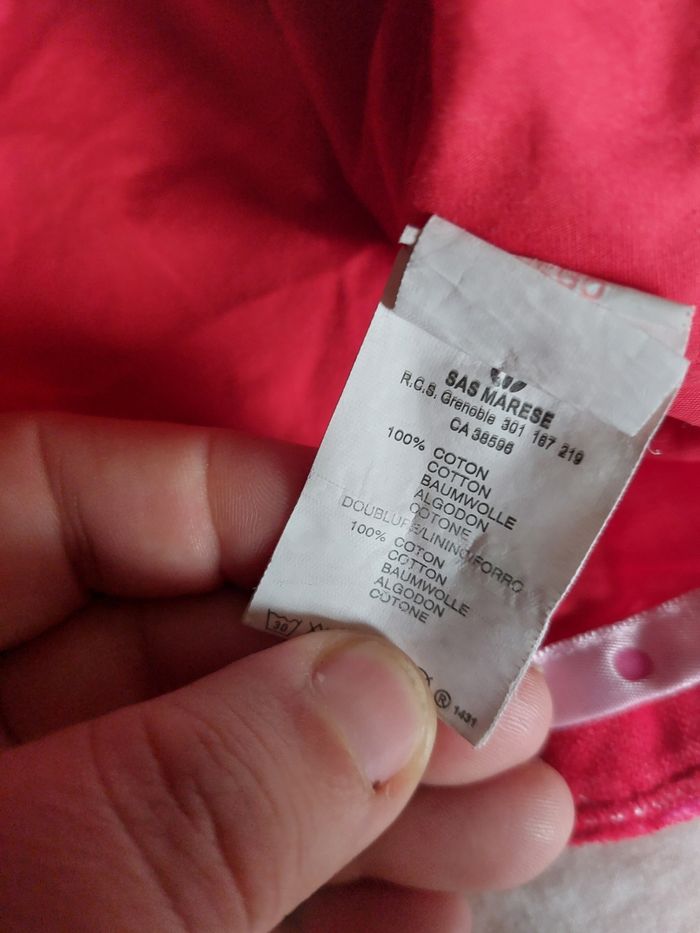 SAS MARESE
R.C.S. Grenoble 301 167 219
CA 38596
100% COTON
COTTON
BAUMWOLLE
ALGODON
COTONE
DOUBLURE/LINING/FORRO
100% COTON
COTTON
BAUMWOLLE
ALGODON
COTONE
30
® 1431